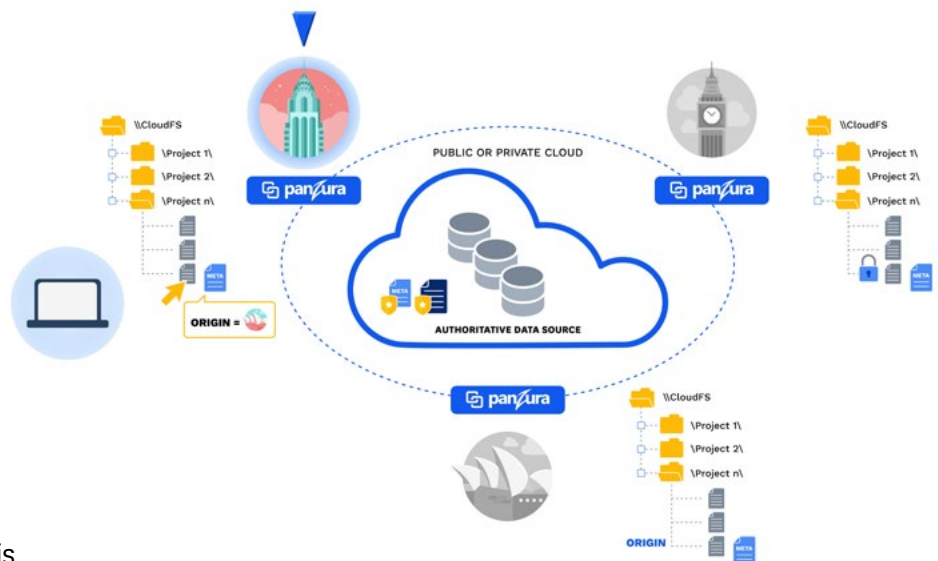 \\CloudFS
\Project 1\
\Project 2\
\Project n\
META
ORIGIN =
panzura
PUBLIC OR PRIVATE CLOUD
panzura
\\CloudFS
\Project 1\
\Project 2\
\Project n\
META
META
AUTHORITATIVE DATA SOURCE
panzura
\\CloudFS
\Project 1\
\Project 2\
\Project n\
ORIGIN
META
is